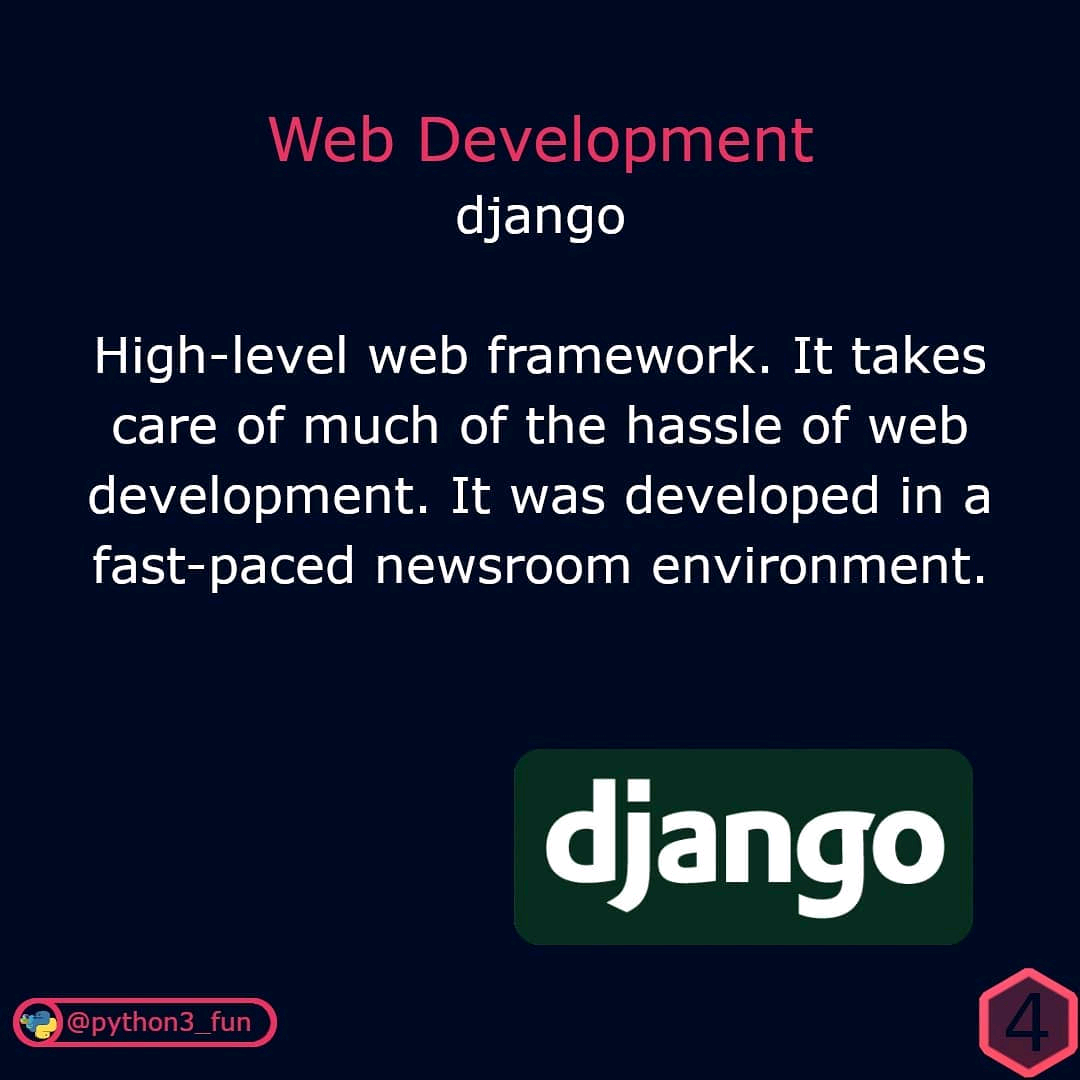 Web Development
django
High-level web framework. It takes
care of much of the hassle of web
development. It was developed in a
fast-paced newsroom environment.
django
@python3_fun
4